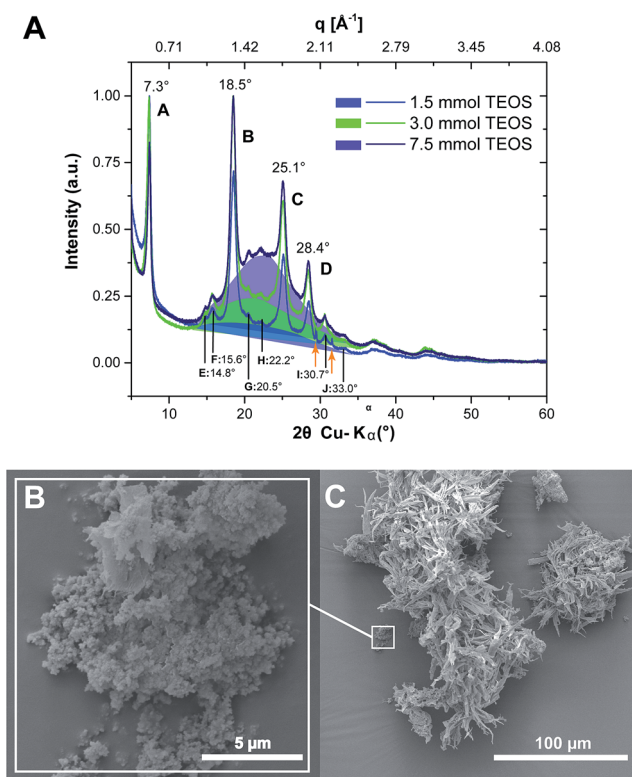 A
q [Å⁻¹]
0.71 1.42 2.11 2.79 3.45 4.08
7.3°
18.5°
A
B
25.1°
C
28.4°
D
1.5 mmol TEOS
3.0 mmol TEOS
7.5 mmol TEOS
1.00
0.75
0.50
0.25
0.00
Intensity (a.u.)
F:15.6°
H:22.2°
E:14.8°
I:30.7°
G:20.5°
J:33.0°
10 20 30 40 50 60
α
2θ Cu-Kα(°)
B
C
5 µm
100 µm